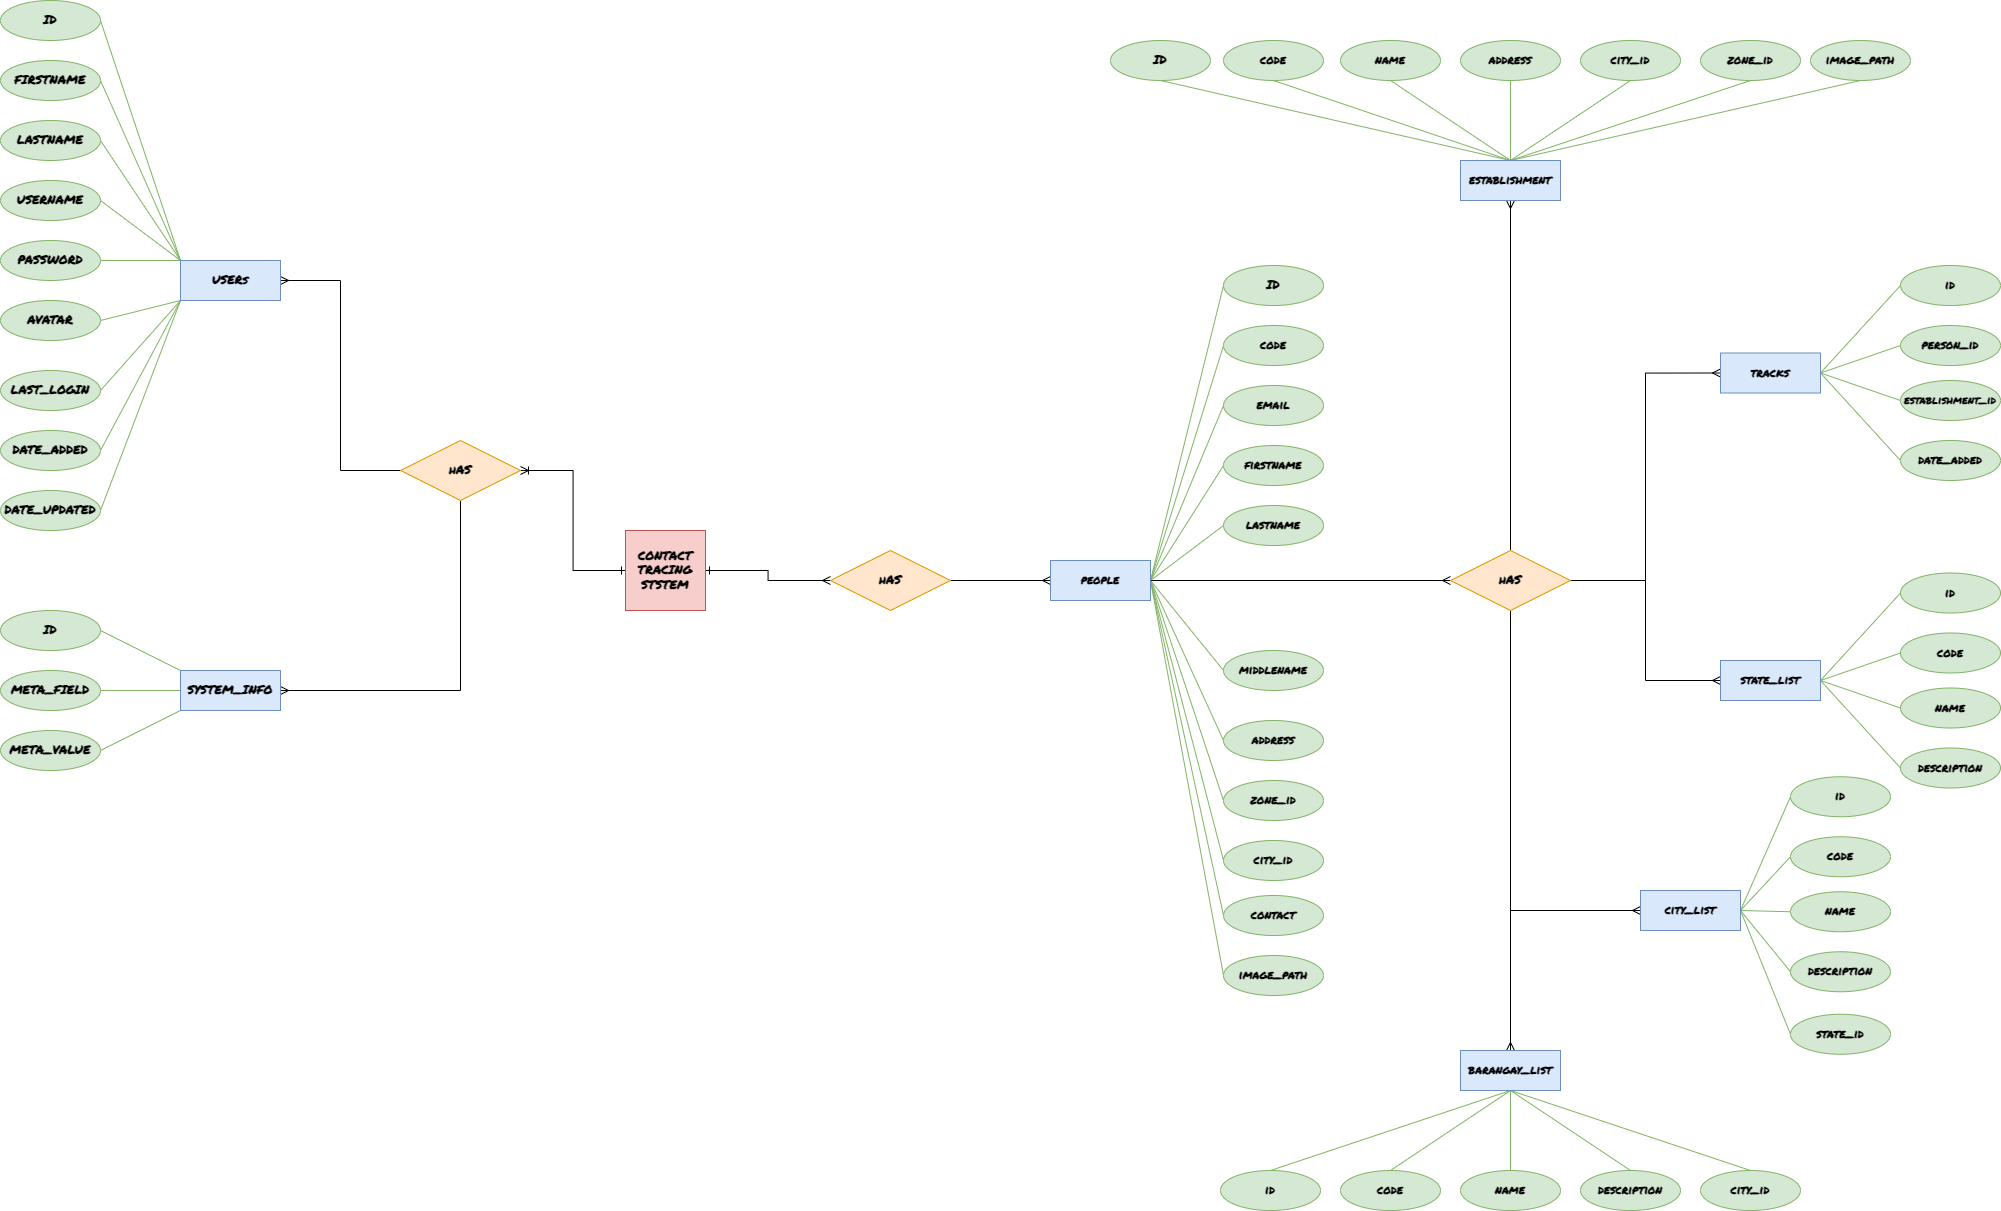 ID
FIRSTNAME
LASTNAME
USERNAME
PASSWORD
AVATAR
LAST_LOGIN
DATE_ADDED
DATE_UPDATED
USERS
HAS
ID
META_FIELD
META_VALUE
SYSTEM_INFO
CONTACT
TRACING
STSTEM
HAS
PEOPLE
ID
CODE
EMAIL
FIRSTNAME
LASTNAME
MIDDLENAME
ADDRESS
ZONE_ID
CITY_ID
CONTACT
IMAGE_PATH
ID
CODE
NAME
ADDRESS
CITY_ID
ZONE_ID
IMAGE_PATH
ESTABLISHMENT
HAS
TRACKS
ID
PERSON_ID
ESTABLISHMENT_ID
DATE_ADDED
STATE_LIST
ID
CODE
NAME
DESCRIPTION
CITY_LIST
ID
CODE
NAME
DESCRIPTION
STATE_ID
BARANGAY_LIST
ID
CODE
NAME
DESCRIPTION
CITY_ID